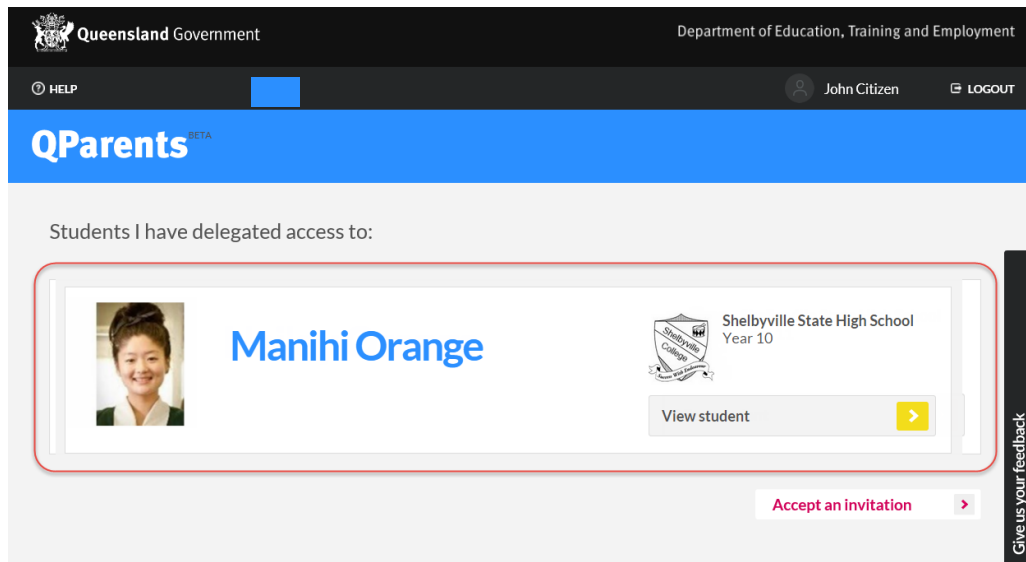 Queensland Government
Department of Education, Training and Employment
HELP
John Citizen
LOGOUT
QParents BETA
Students I have delegated access to:
Manihi Orange
Shelbyville College
Shelbyville State High School
Year 10
View student
Accept an invitation
Give us your feedback